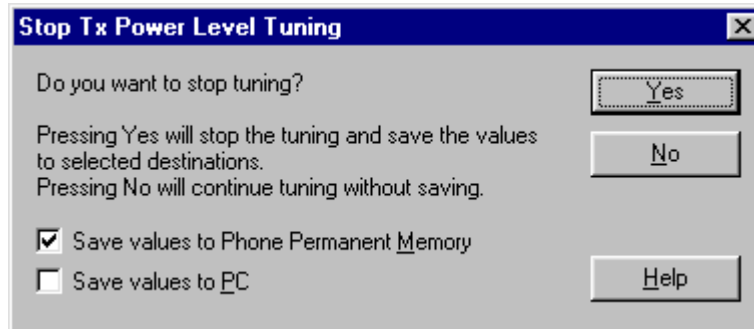 Stop Tx Power Level Tuning
Do you want to stop tuning?
Yes
Pressing Yes will stop the tuning and save the values
to selected destinations.
No
Pressing No will continue tuning without saving.
Save values to Phone Permanent Memory
Save values to PC
Help